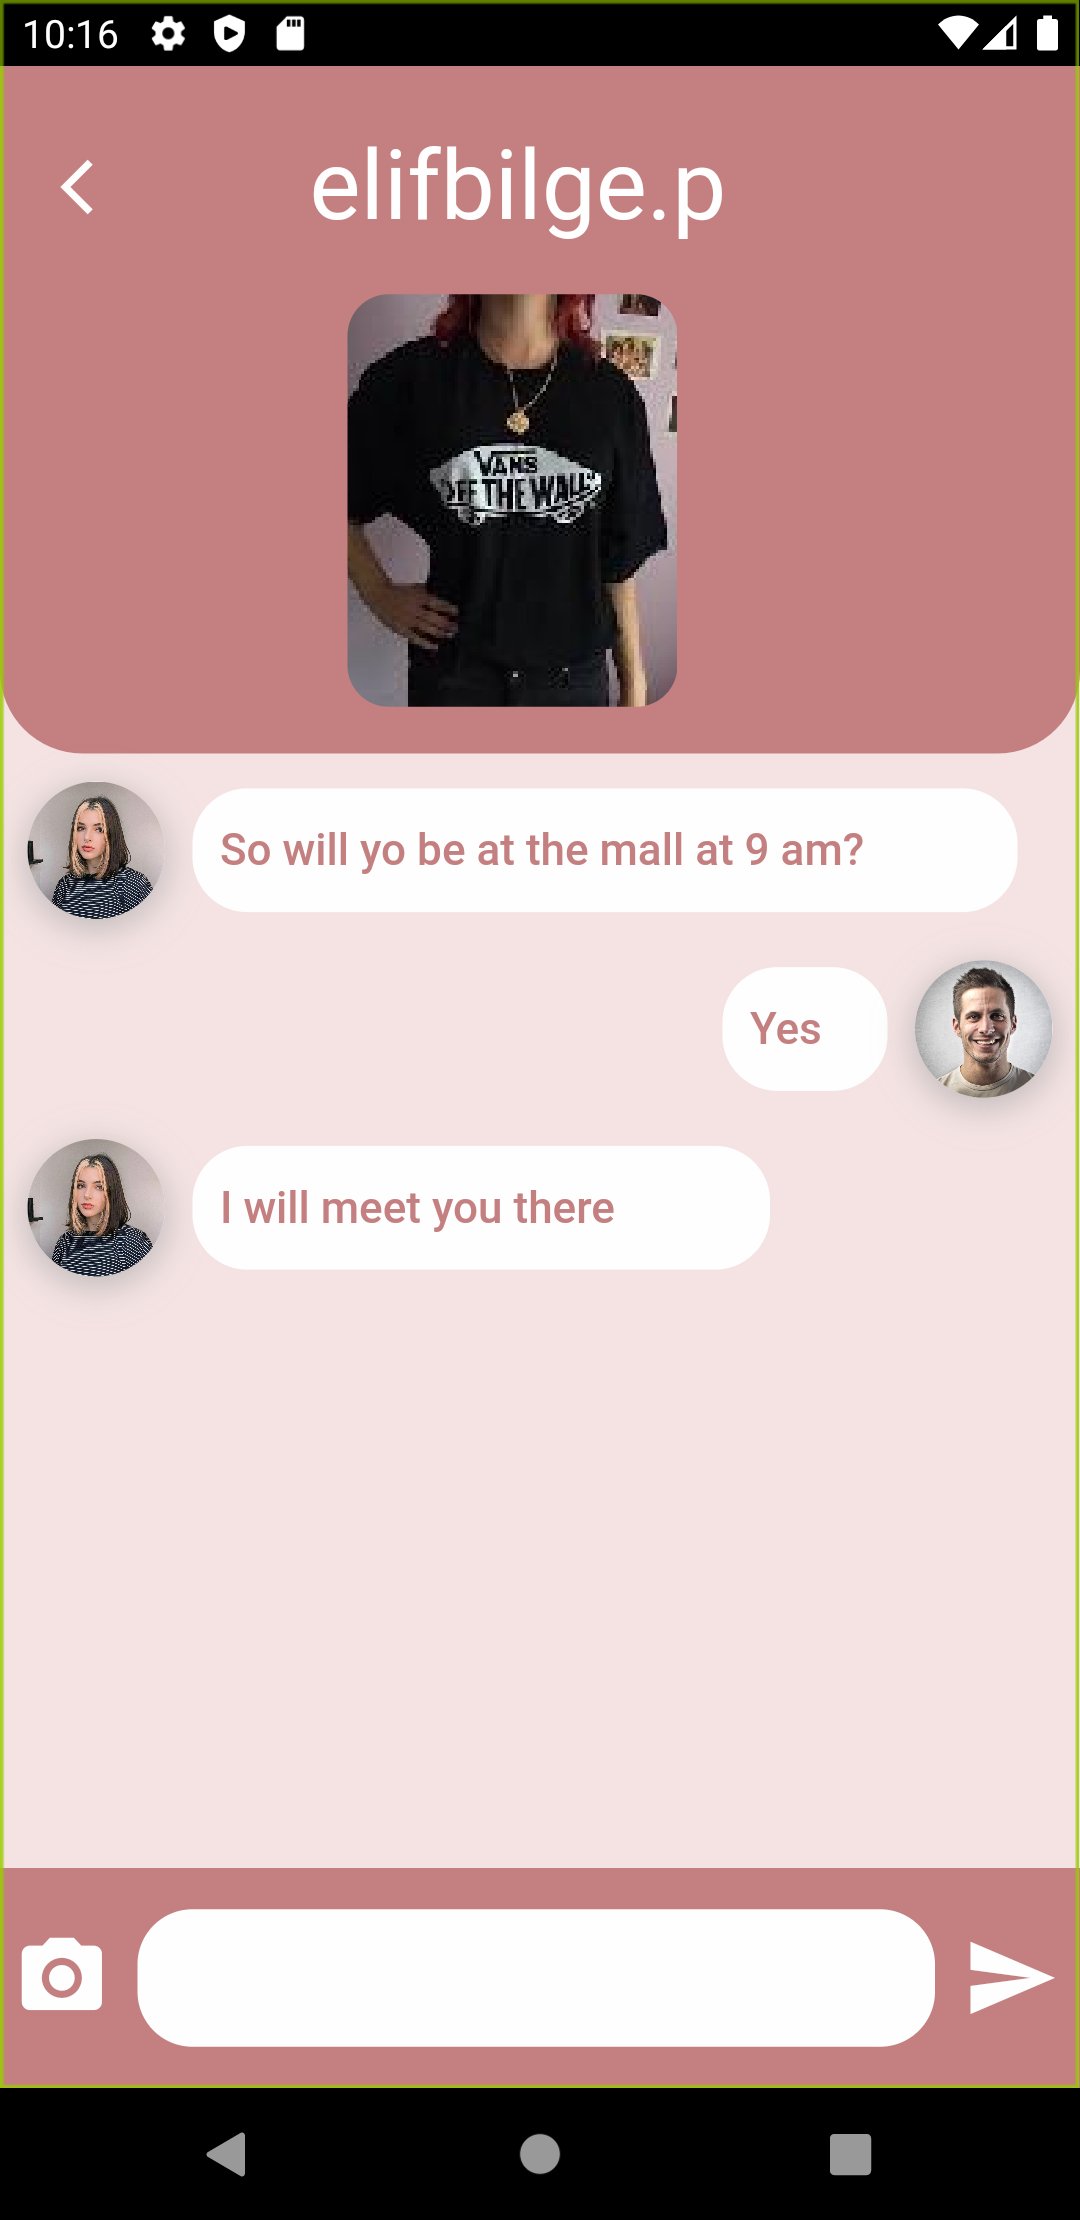 10:16
elifbilge.p
VANS
"OFF THE WALL"
So will yo be at the mall at 9 am?
Yes
I will meet you there